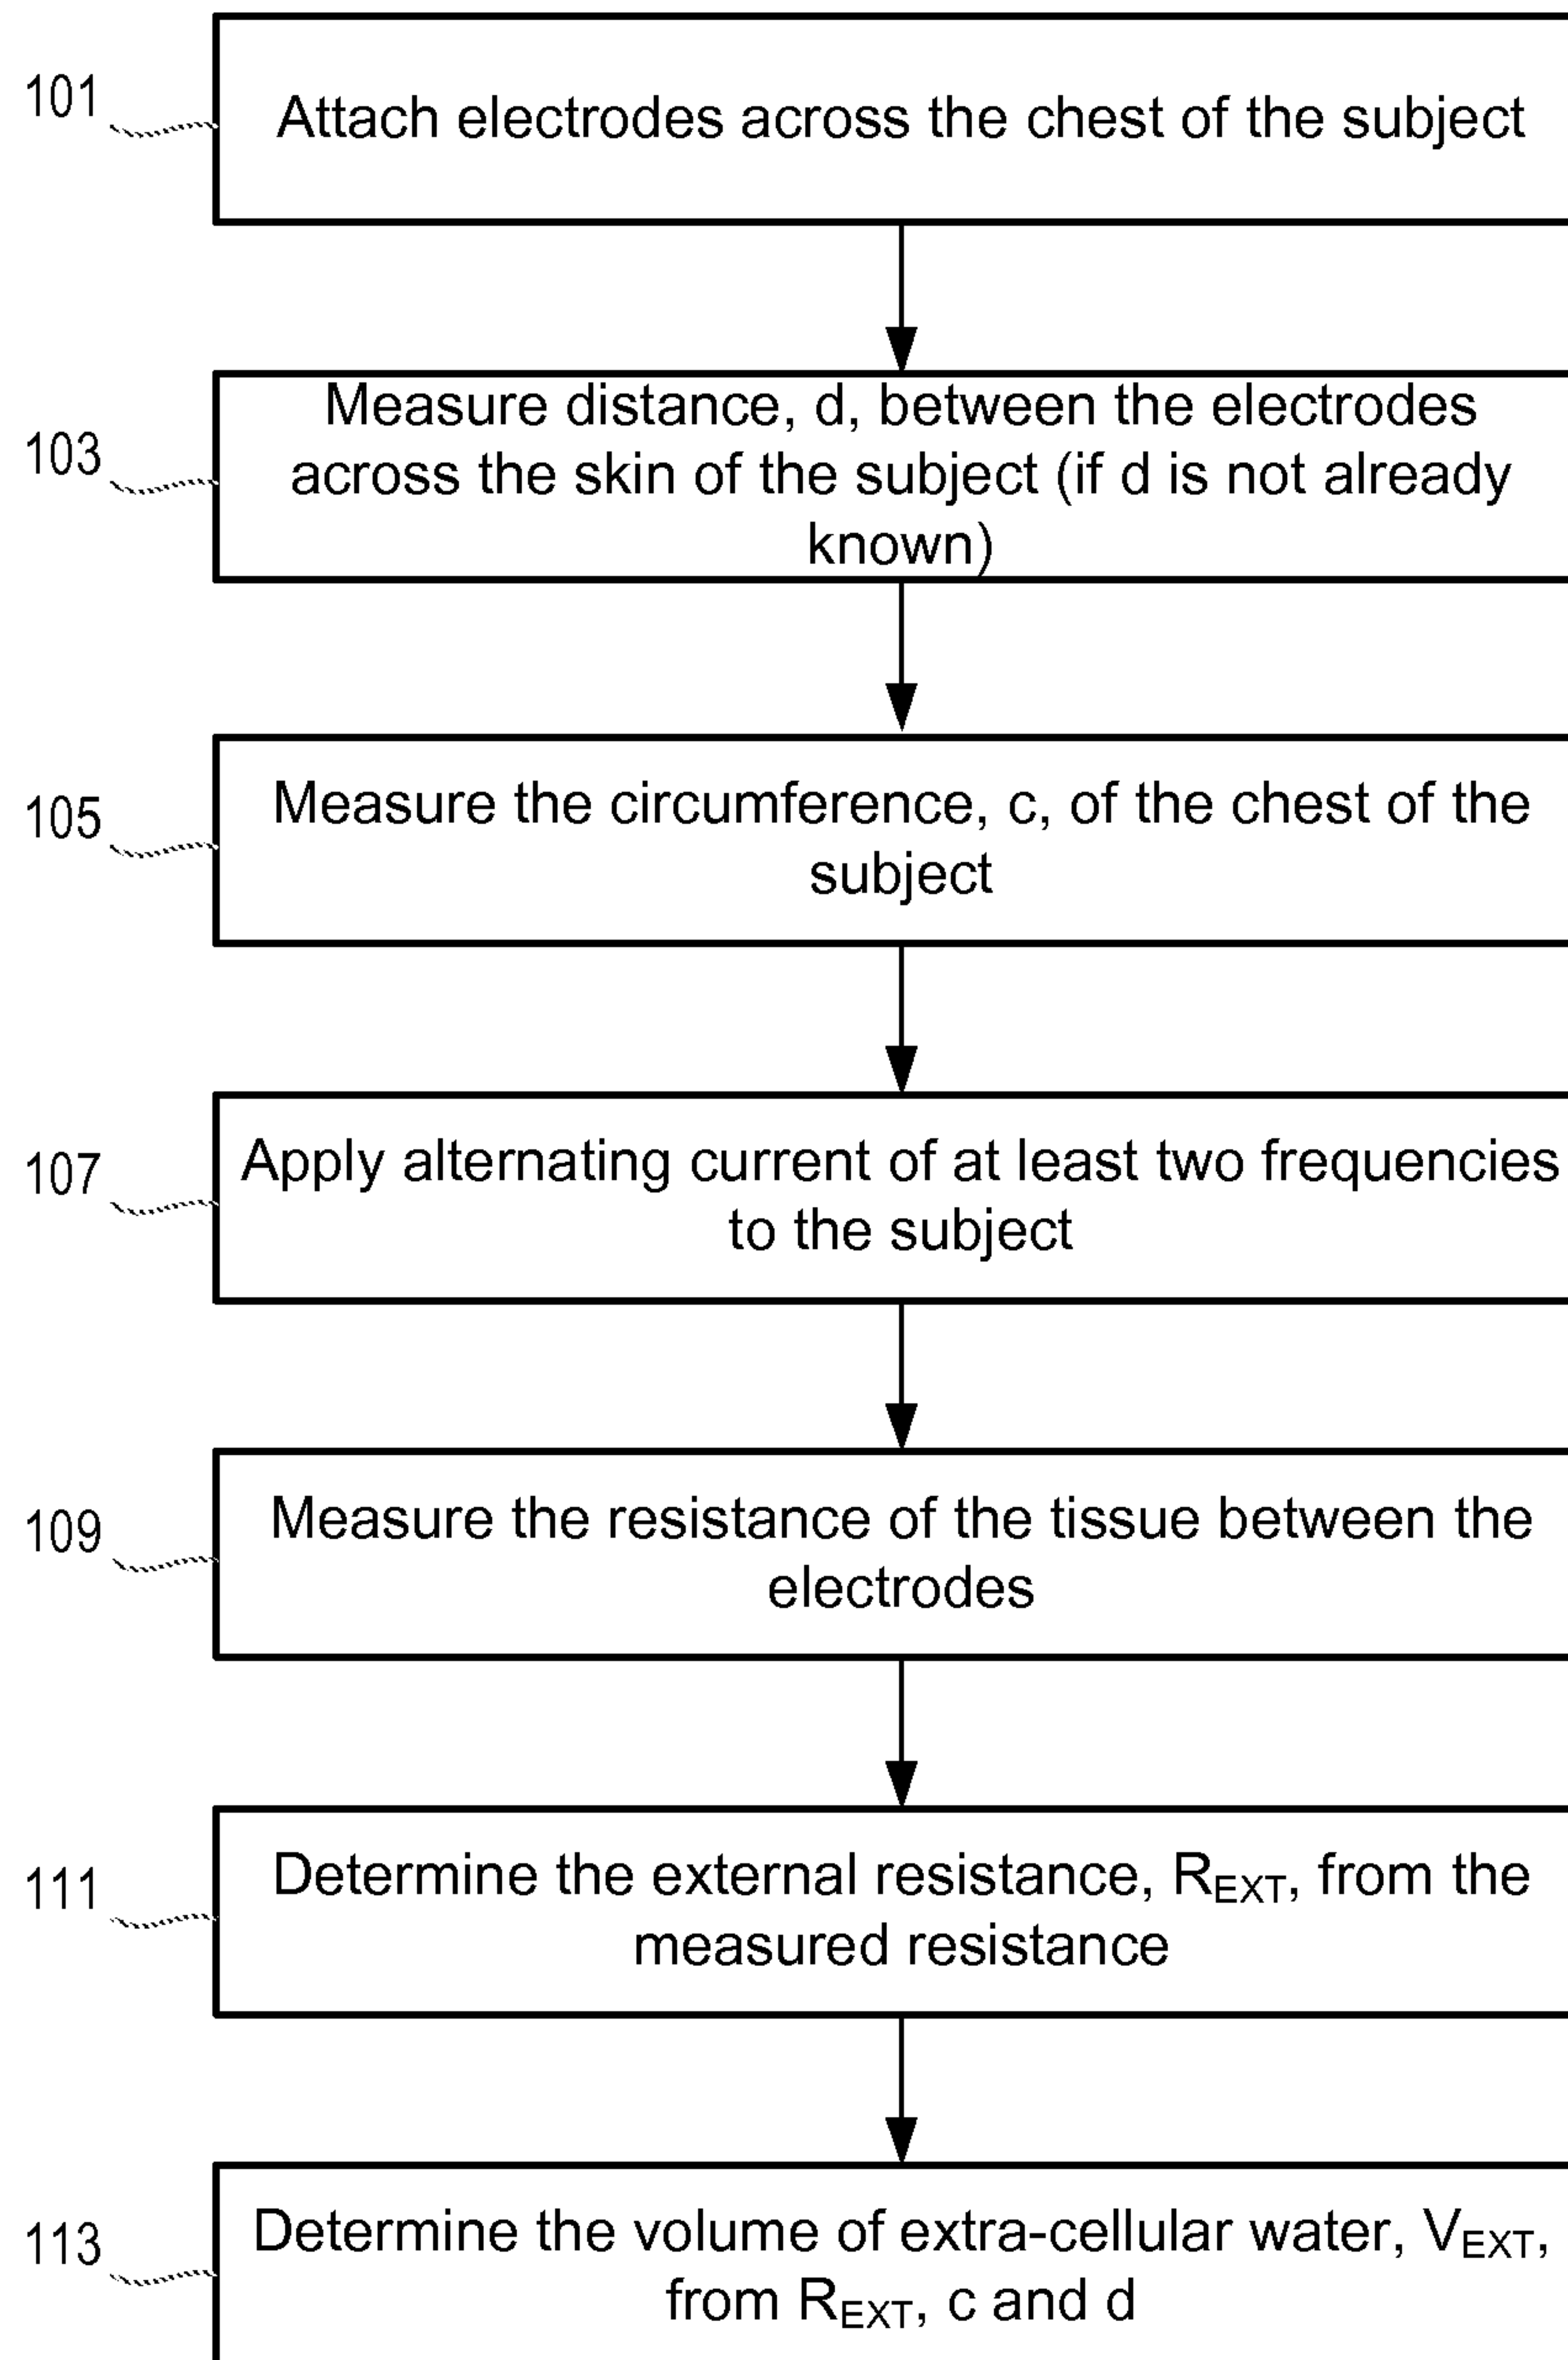 101
Attach electrodes across the chest of the subject
103
Measure distance, d, between the electrodes
across the skin of the subject (if d is not already
known)
105
Measure the circumference, c, of the chest of the
subject
107
Apply alternating current of at least two frequencies
to the subject
109
Measure the resistance of the tissue between the
electrodes
111
Determine the external resistance, R_EXT, from the
measured resistance
113
Determine the volume of extra-cellular water, V_EXT,
from R_EXT, c and d